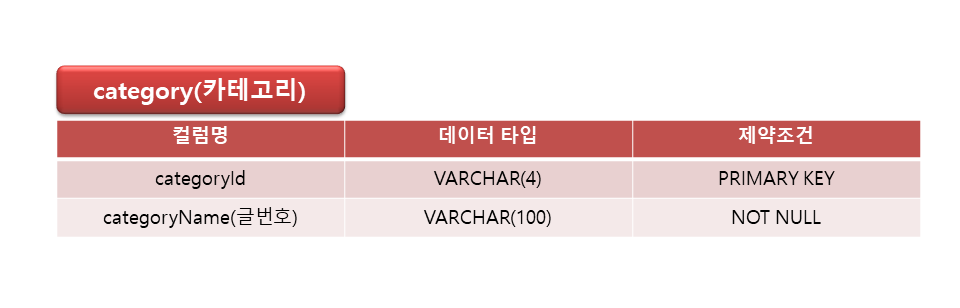 category(카테고리)
컬럼명 데이터 타입 제약조건
categoryId VARCHAR(4) PRIMARY KEY
categoryName(글번호) VARCHAR(100) NOT NULL